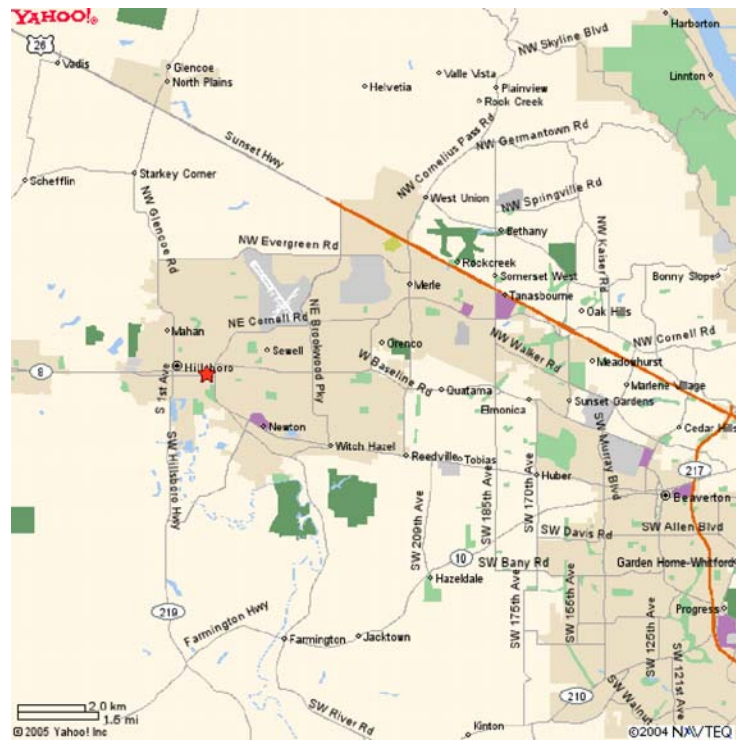 YAHOO!®
Harborton
NW Skyline Blvd
26
Vadis
Glencoe
North Plains
Valle Vista
Linnton
Helvetia
Plainview
Rock Creek
Sunset Hwy
NW Cornelius Pass Rd
NW Germantown Rd
Schefflin
Starkey Corner
NW Glencoe Rd
West Union
NW Springville Rd
Bethany
NW Evergreen Rd
NW Kaiser Rd
Rockcreek
Somerset West
Bonny Slope
Merle
Tanasbourne
Oak Hills
NE Cornell Rd
NE Brookwood Pky
Mahan
NW Cornell Rd
Sewell
Orenco
NW Walker Rd
Meadowhurst
8
Hillsboro
W Baseline Rd
Quatama
Marlene Village
S 1st Ave
Elmonica
Sunset Gardens
Newton
Cedar Hills
SW Murray Blvd
Witch Hazel
Reedville
Tobias
217
SW Hillsboro Hwy
Huber
Beaverton
SW 209th Ave
SW 185th Ave
SW 170th Ave
SW Davis Rd
SW Allen Blvd
10
SW Bany Rd
Garden Home-Whitford
Hazeldale
219
SW 175th Ave
SW 155th Ave
SW 125th Ave
SW 121st Ave
Progress
Farmington Hwy
Farmington
Jacktown
210
SW Walnut
SW River Rd
Kinton
2.0 km
1.5 mi
©2005 Yahoo! Inc
©2004 NAVTEQ